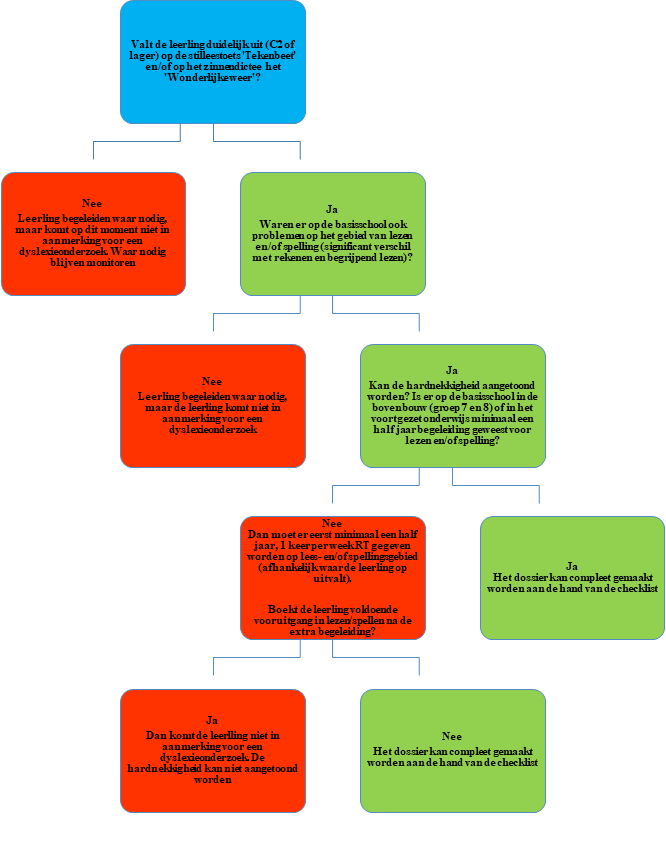 Valt de leerling duidelijk uit (C2 of
lager) op de stilleestoets 'Tekenbeet'
en/of op het zinnendictee het
'Wonderlijke weer'?
Nee
Leerling begeleiden waar nodig,
maar komt op dit moment niet in
aanmerking voor een
dyslexieonderzoek. Waar nodig
blijven monitoren
Ja
Waren er op de basisschool ook
problemen op het gebied van lezen
en/of spelling (significant verschil
met rekenen en begrijpend lezen)?
Nee
Leerling begeleiden waar nodig,
maar de leerling komt niet in
aanmerking voor een
dyslexieonderzoek
Ja
Kan de hardnekkigheid aangetoond
worden? Is er op de basisschool in de
bovenbouw (groep 7 en 8) of in het
voortgezet onderwijs minimaal een
half jaar begeleiding geweest voor
lezen en/of spelling?
Nee
Dan moet er eerst minimaal een half
jaar, 1 keer per week RT gegeven
worden op lees- en/of spellingsgebied
(afhankelijk waar de leerling op
uitvalt).
Boekt de leerling voldoende
vooruitgang in lezen/spellen na de
extra begeleiding?
Ja
Het dossier kan compleet gemaakt
worden aan de hand van de checklist
Ja
Dan komt de leerlling niet in
aanmerking voor een
dyslexieonderzoek. De
hardnekkigheid kan niet aangetoond
worden
Nee
Het dossier kan compleet gemaakt
worden aan de hand van de checklist